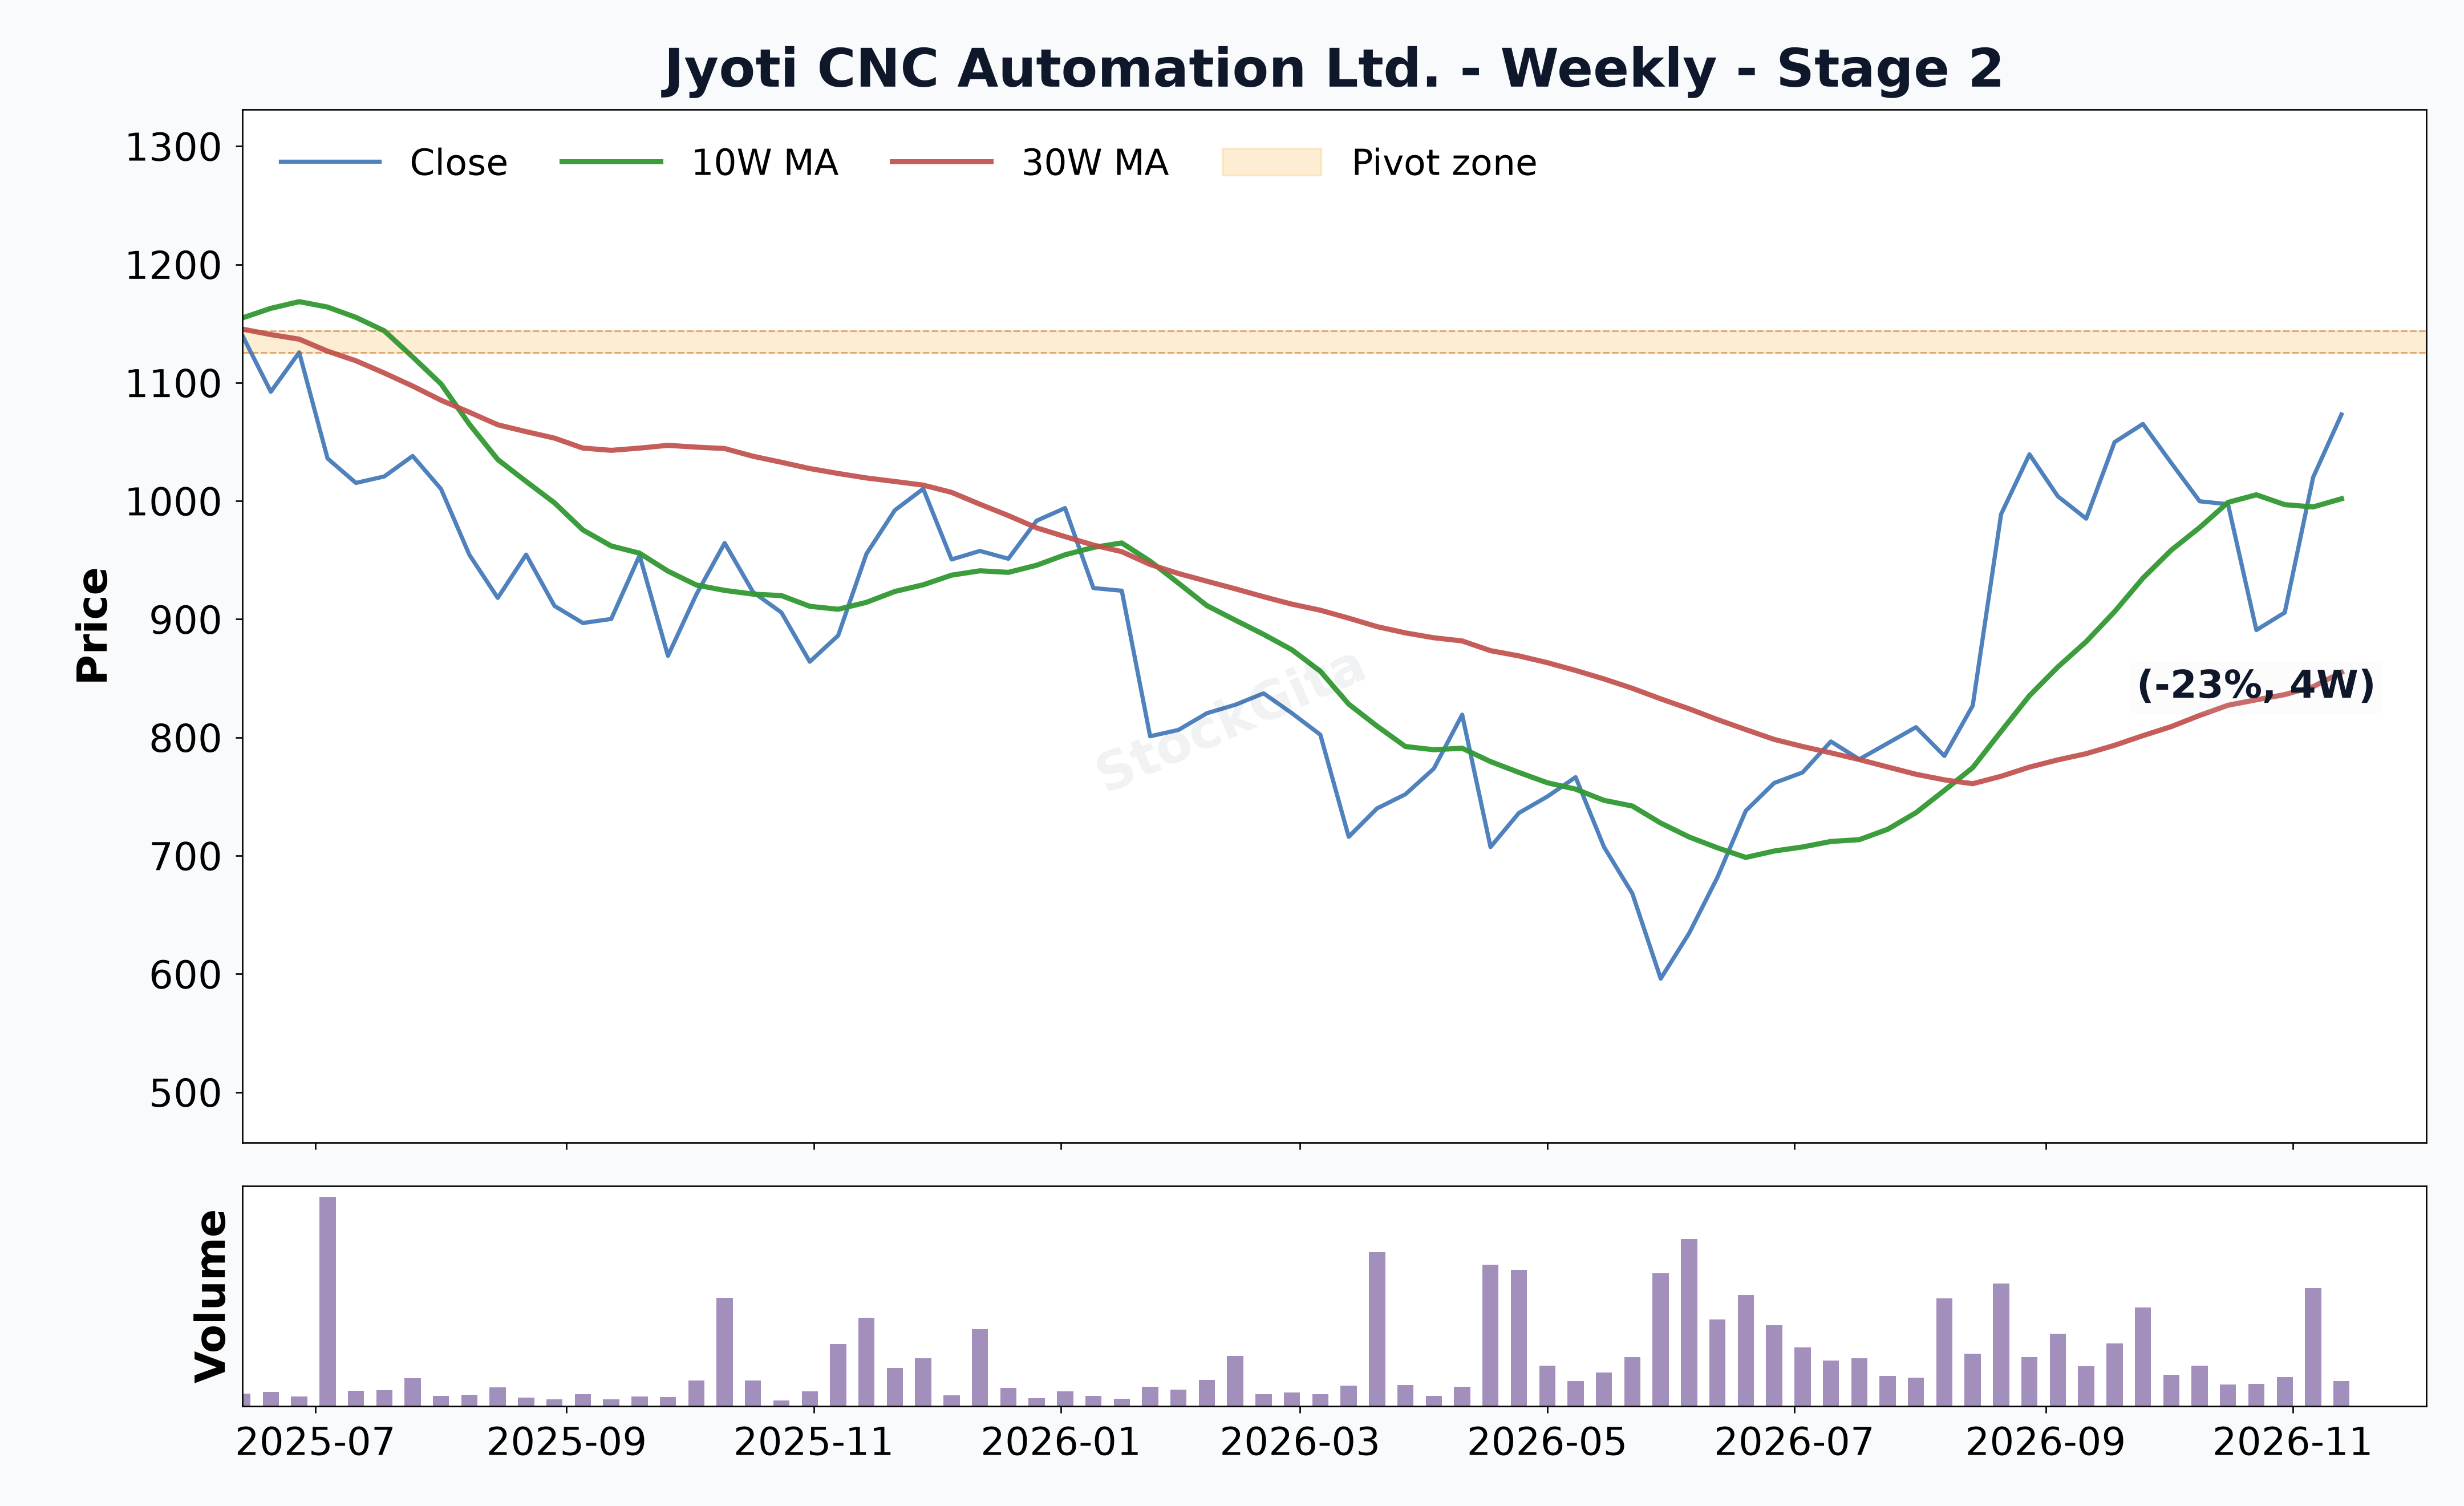 Jyoti CNC Automation Ltd. - Weekly - Stage 2
Close 10W MA 30W MA Pivot zone
1300
1200
1100
1000
900
800
700
600
500
Price
(-23%, 4W)
StockGita
Volume
2025-07 2025-09 2025-11 2026-01 2026-03 2026-05 2026-07 2026-09 2026-11